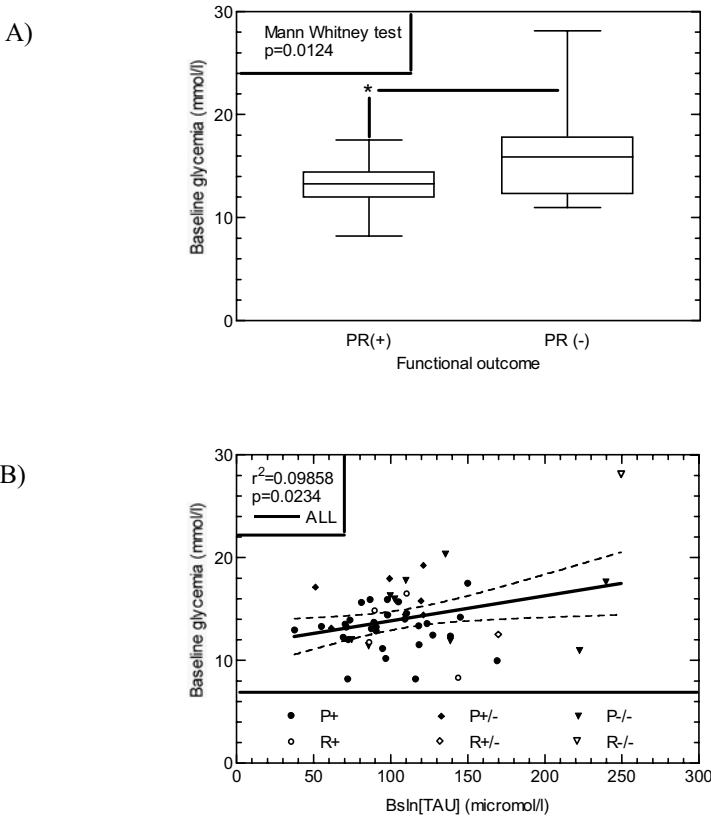 A)
Mann Whitney test
p=0.0124
*
Baseline glycemia (mmol/l)
30
20
10
0
PR(+)
PR (-)
Functional outcome
B)
r²=0.09858
p=0.0234
ALL
Baseline glycemia (mmol/l)
30
20
10
0
P+
P+/-
P-/-
R+
R+/-
R-/-
0 50 100 150 200 250 300
Bsln[TAU] (micromol/l)